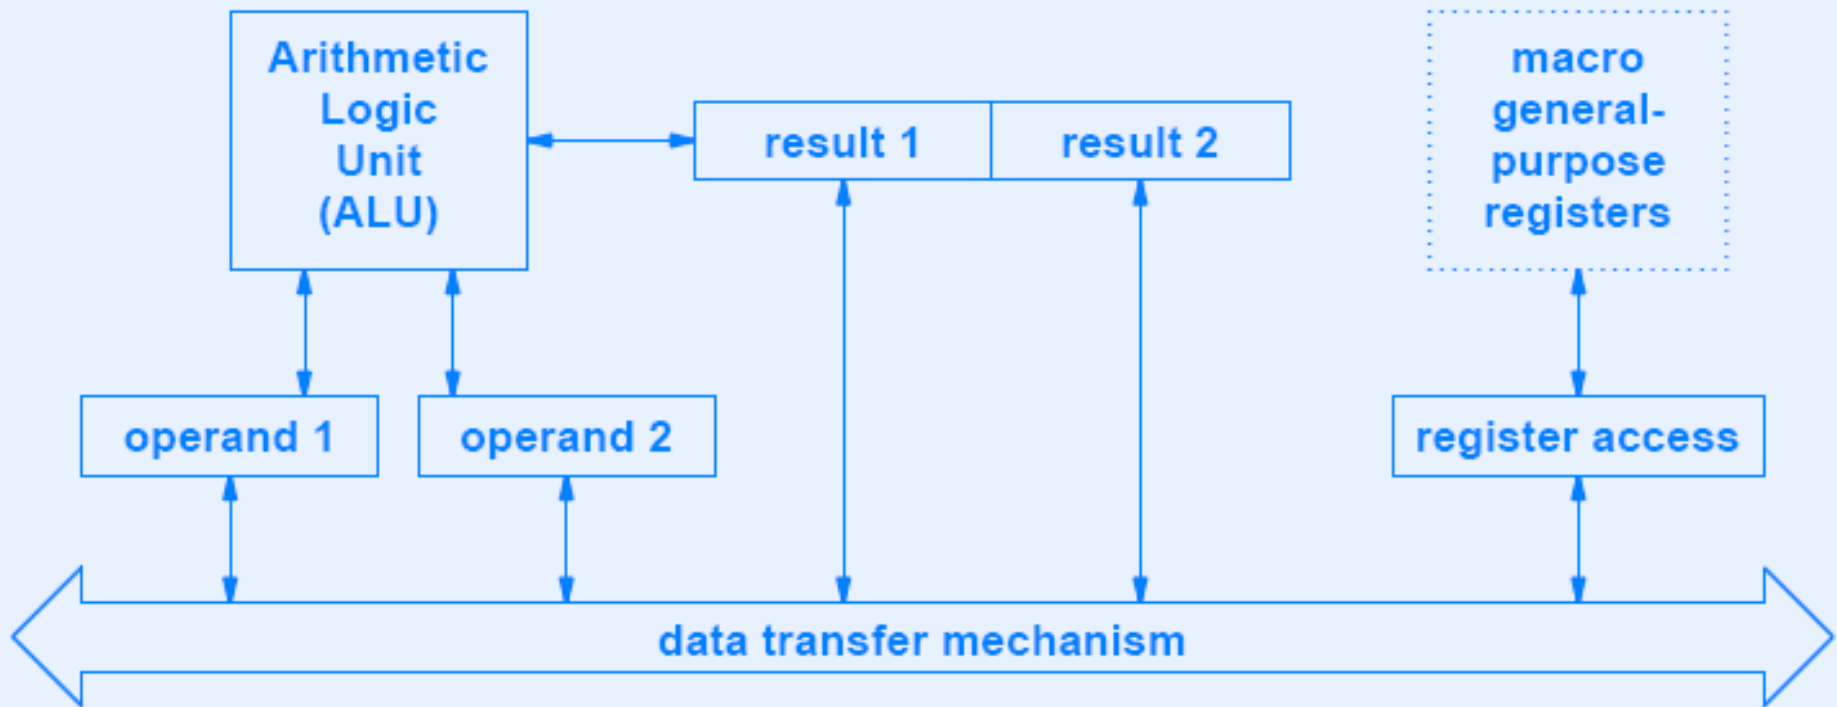 Arithmetic
Logic
Unit
(ALU)
result 1
result 2
macro
general-
purpose
registers
operand 1
operand 2
register access
data transfer mechanism